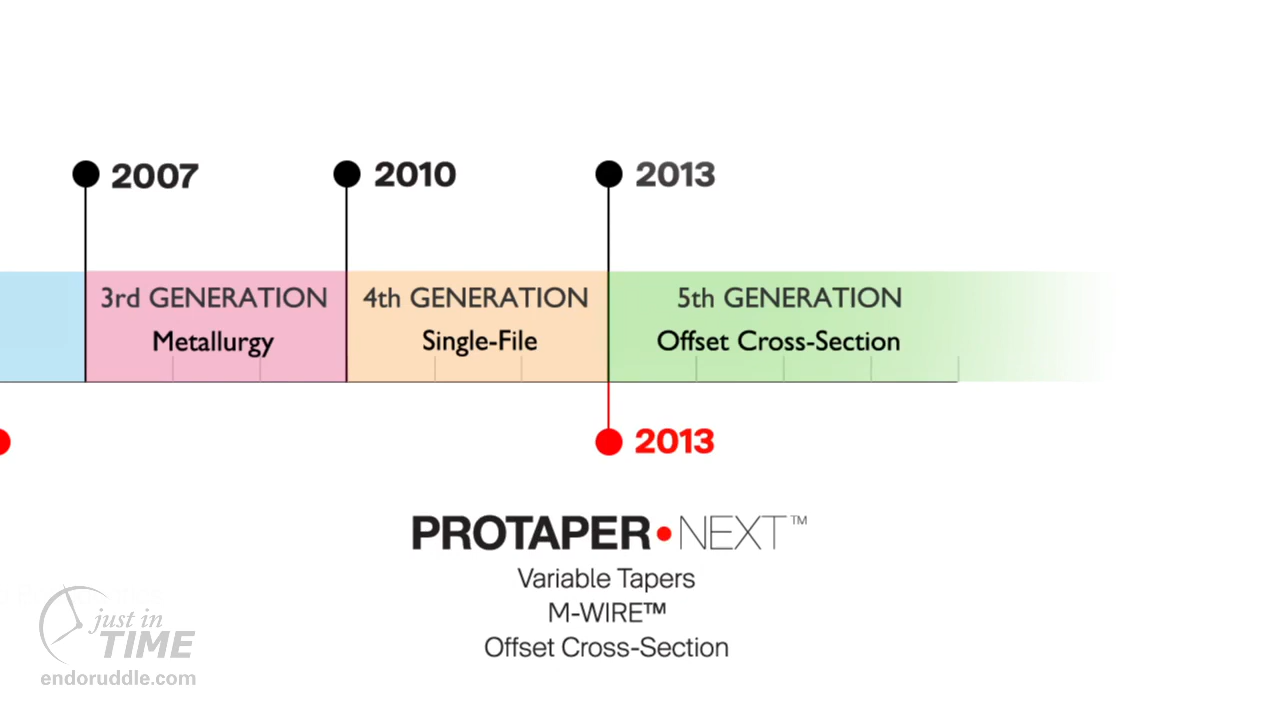 2007
2010
2013
3rd GENERATION
4th GENERATION
5th GENERATION
Metallurgy
Single-File
Offset Cross-Section
2013
PROTAPER•NEXT™
Variable Tapers
M-WIRE™
Offset Cross-Section
just in
TIME
endoruddle.com